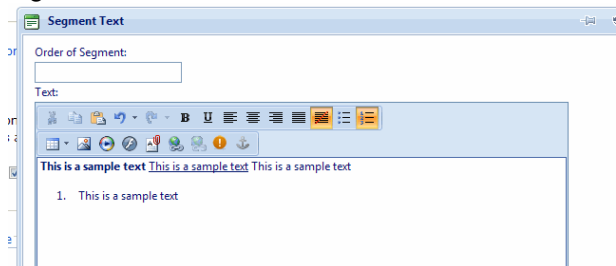 Segment Text
Order of Segment:
Text:
B U
This is a sample text This is a sample text This is a sample text
1. This is a sample text